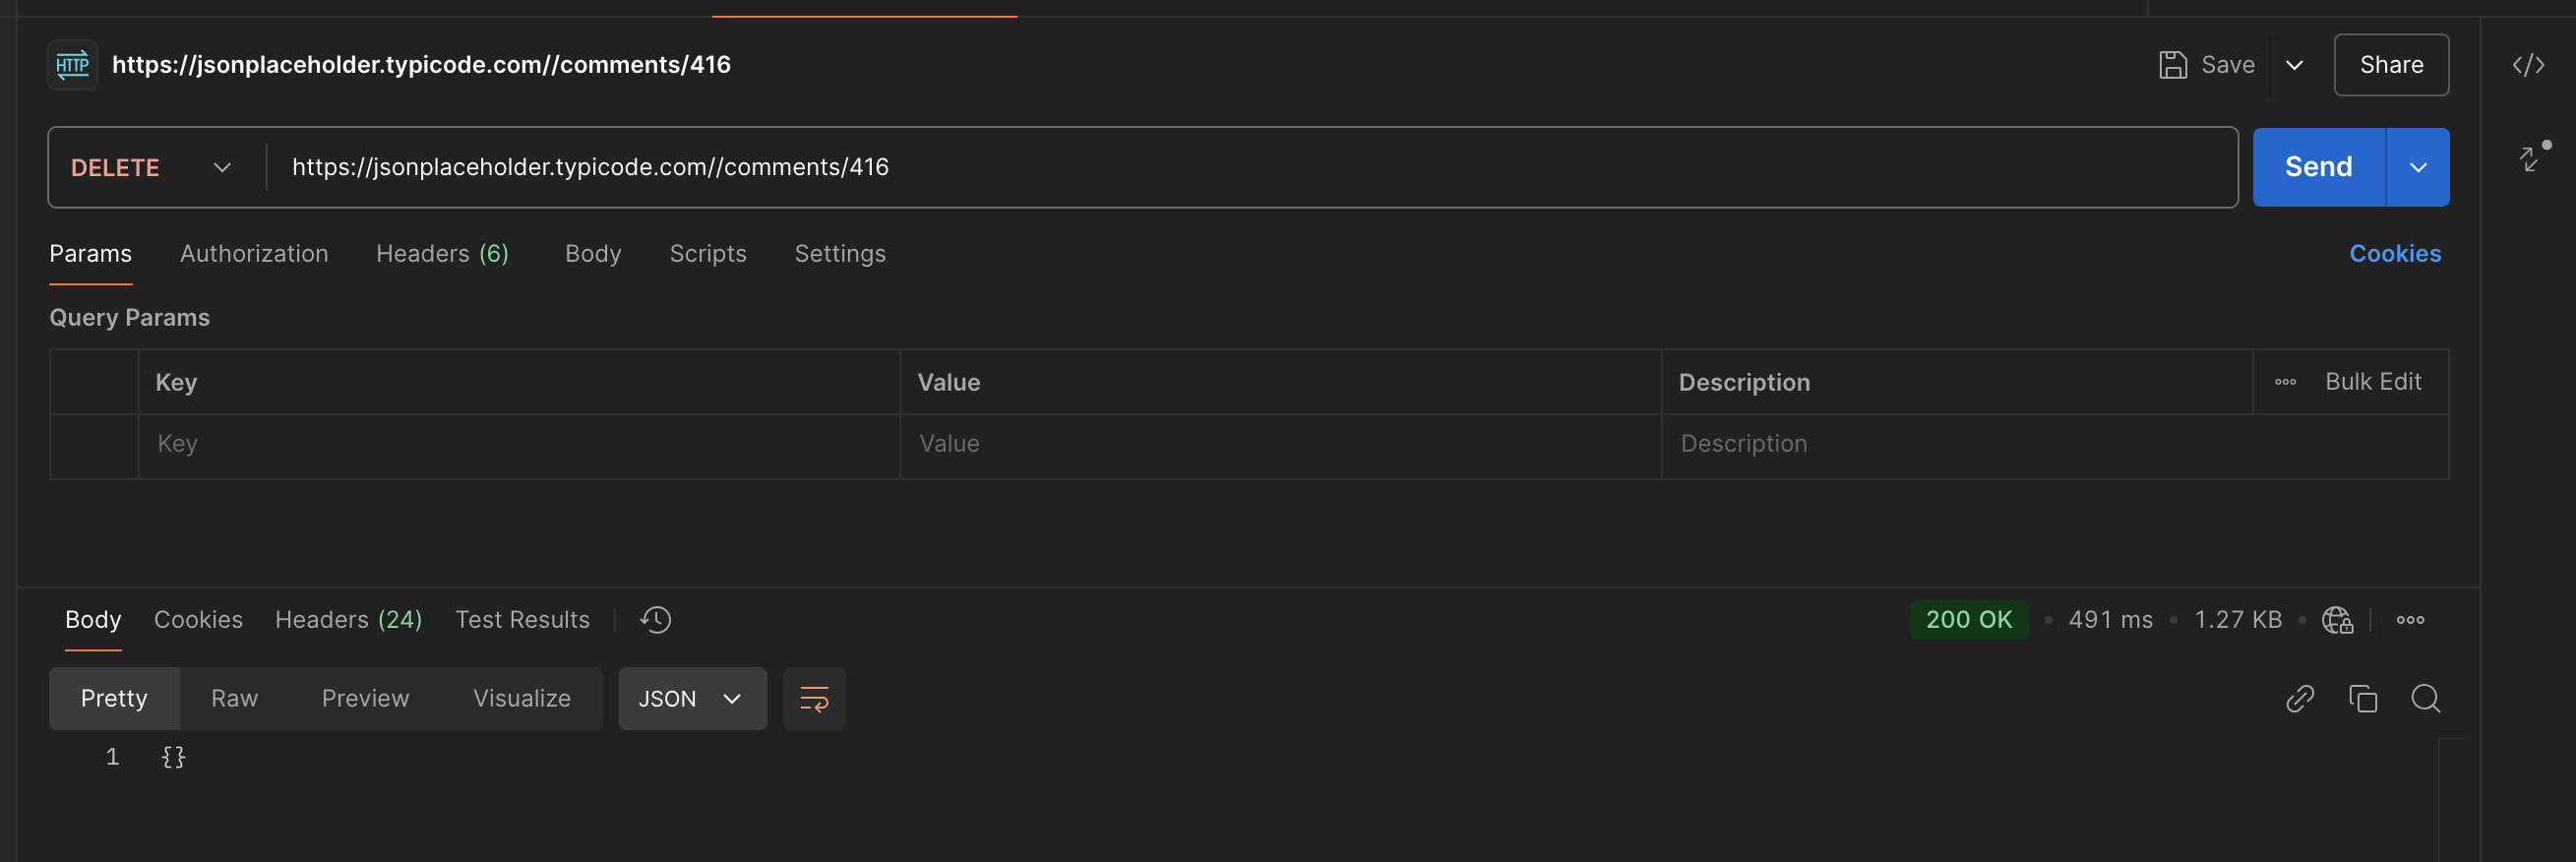 HTTP https://jsonplaceholder.typicode.com//comments/416 Save Share
DELETE https://jsonplaceholder.typicode.com//comments/416 Send
Params Authorization Headers (6) Body Scripts Settings Cookies
Query Params
Key Value Description Bulk Edit
Key Value Description
Body Cookies Headers (24) Test Results 200 OK • 491 ms • 1.27 KB •
Pretty Raw Preview Visualize JSON
1 {}